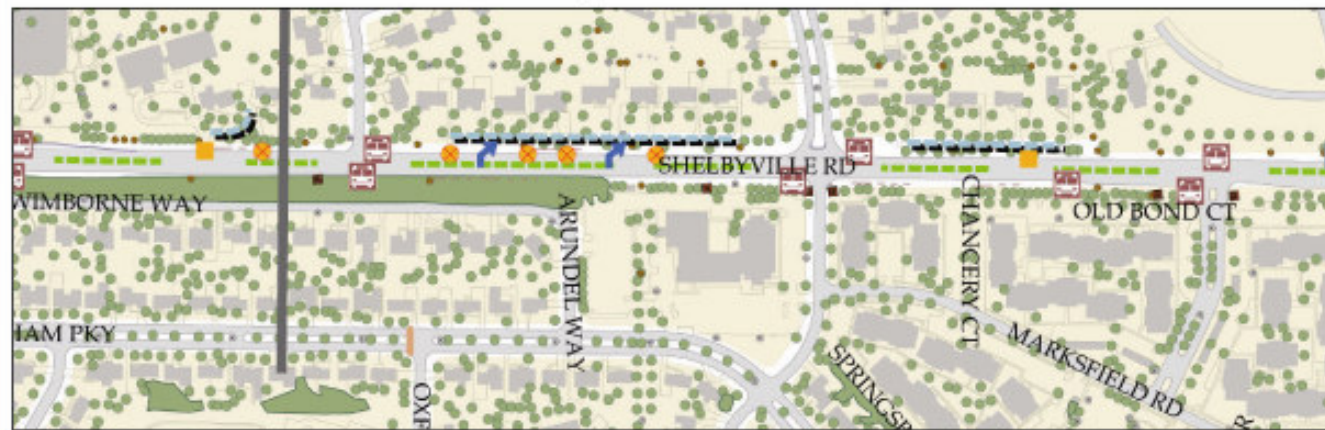 SHELBYVILLE RD
WIMBORNE WAY
ARUNDEL WAY
CHANCERY CT
OLD BOND CT
HAM PKY
OXF
MARKSFIELD RD
SPRINGS
R